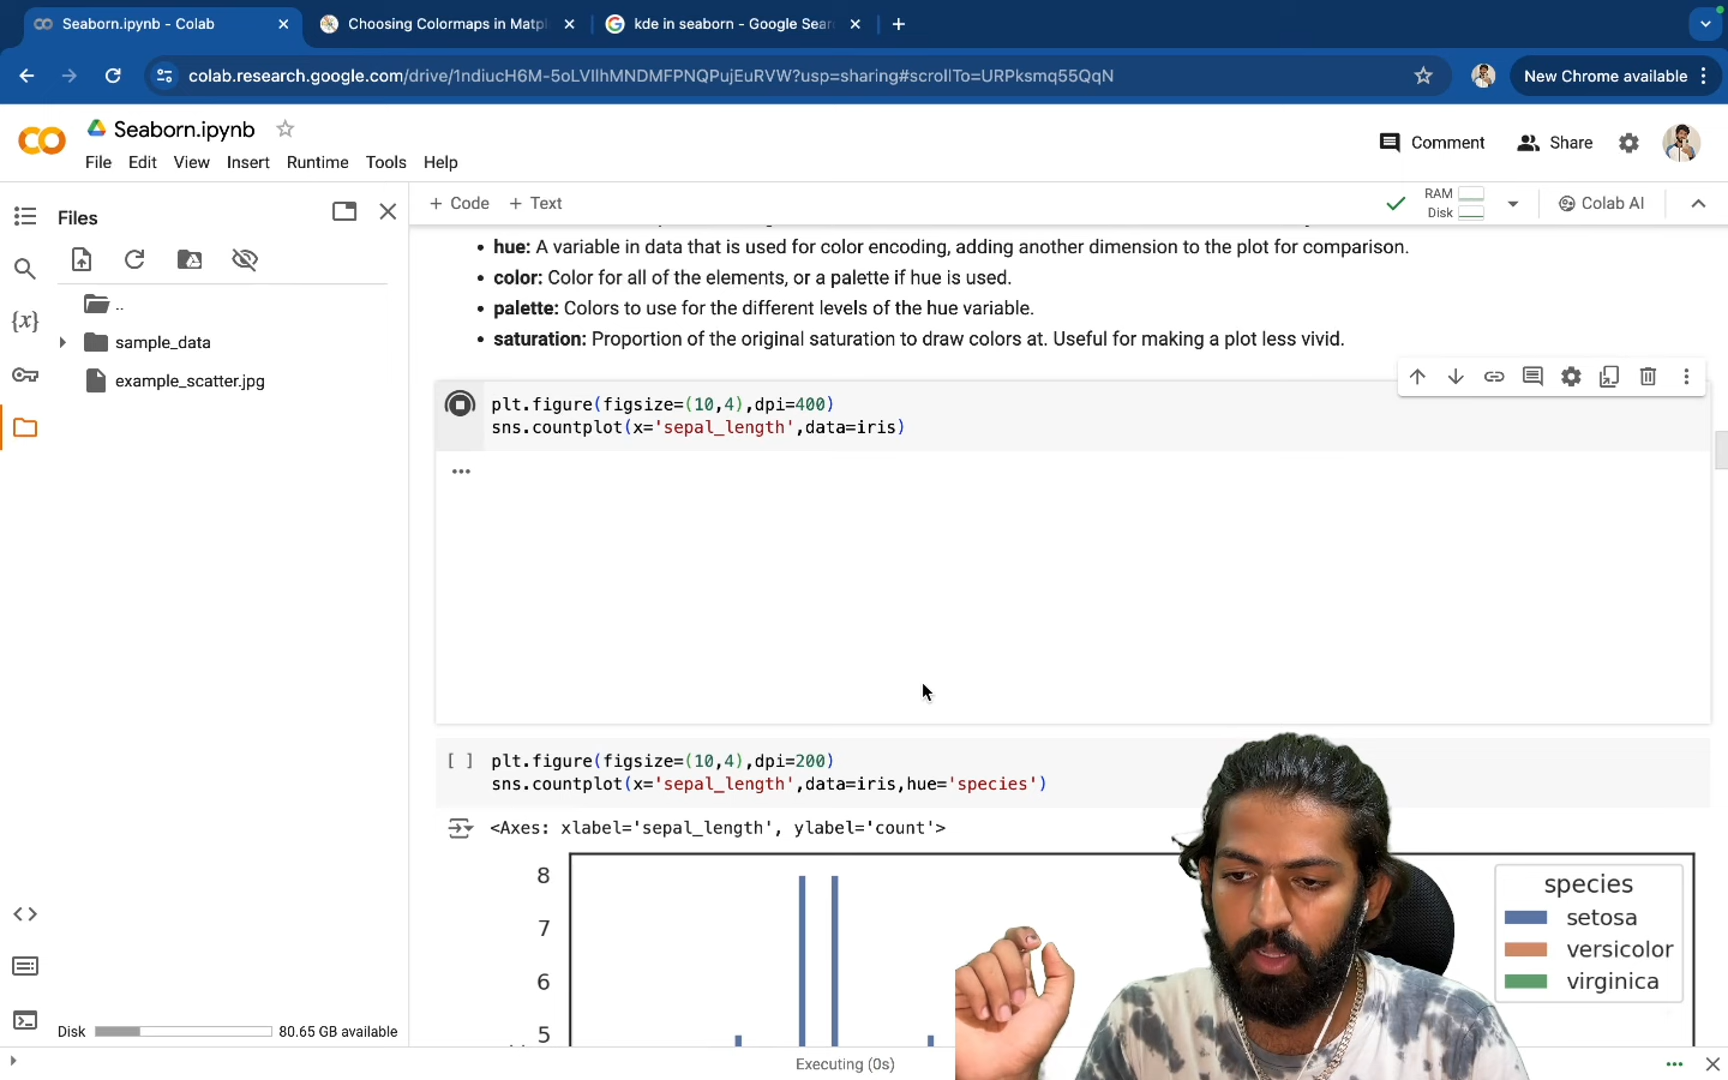 Seaborn.ipynb - Colab
Choosing Colormaps in Matpl
kde in seaborn - Google Sear
colab.research.google.com/drive/1ndiucH6M-5oLVIlhMNDMFPNQPujEuRVW?usp=sharing#scrollTo=URPksmq55QqN
New Chrome available
Seaborn.ipynb
File Edit View Insert Runtime Tools Help
Comment
Share
Files
+ Code + Text
RAM
Disk
Colab AI
• hue: A variable in data that is used for color encoding, adding another dimension to the plot for comparison.
• color: Color for all of the elements, or a palette if hue is used.
• palette: Colors to use for the different levels of the hue variable.
• saturation: Proportion of the original saturation to draw colors at. Useful for making a plot less vivid.
..
sample_data
example_scatter.jpg
{x}
plt.figure(figsize=(10,4),dpi=400)
sns.countplot(x='sepal_length',data=iris)
[ ] plt.figure(figsize=(10,4),dpi=200)
sns.countplot(x='sepal_length',data=iris,hue='species')
<Axes: xlabel='sepal_length', ylabel='count'>
8
7
6
5
species
setosa
versicolor
virginica
Disk
80.65 GB available
Executing (0s)